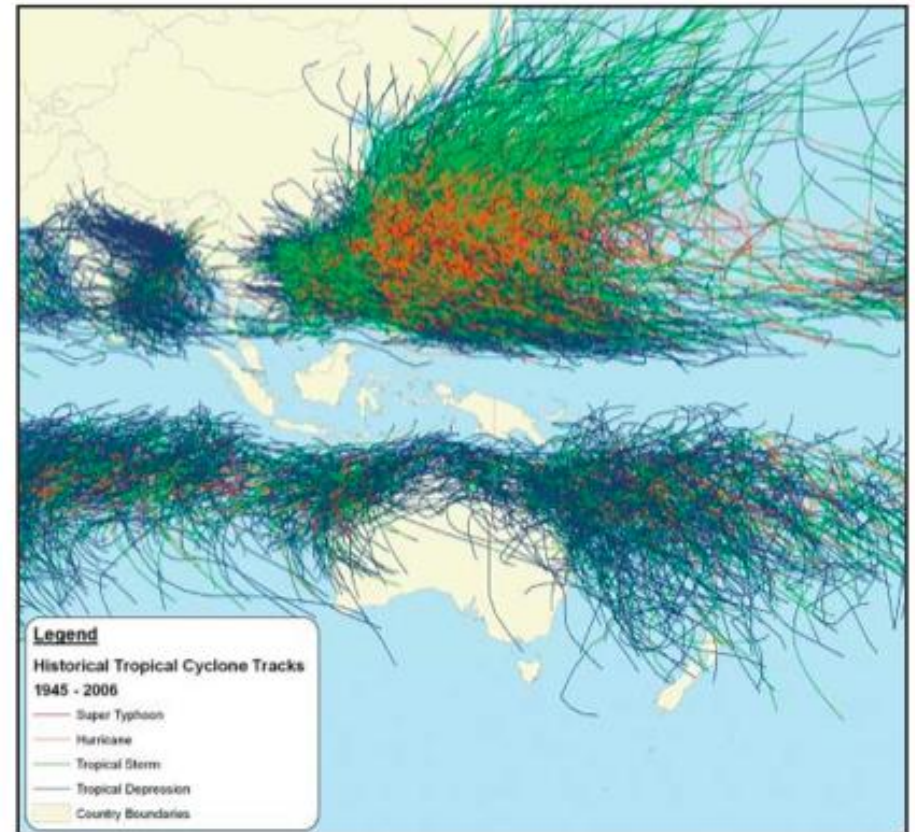 Legend
Historical Tropical Cyclone Tracks
1945 - 2006
Super Typhoon
Hurricane
Tropical Storm
Tropical Depression
Country Boundaries